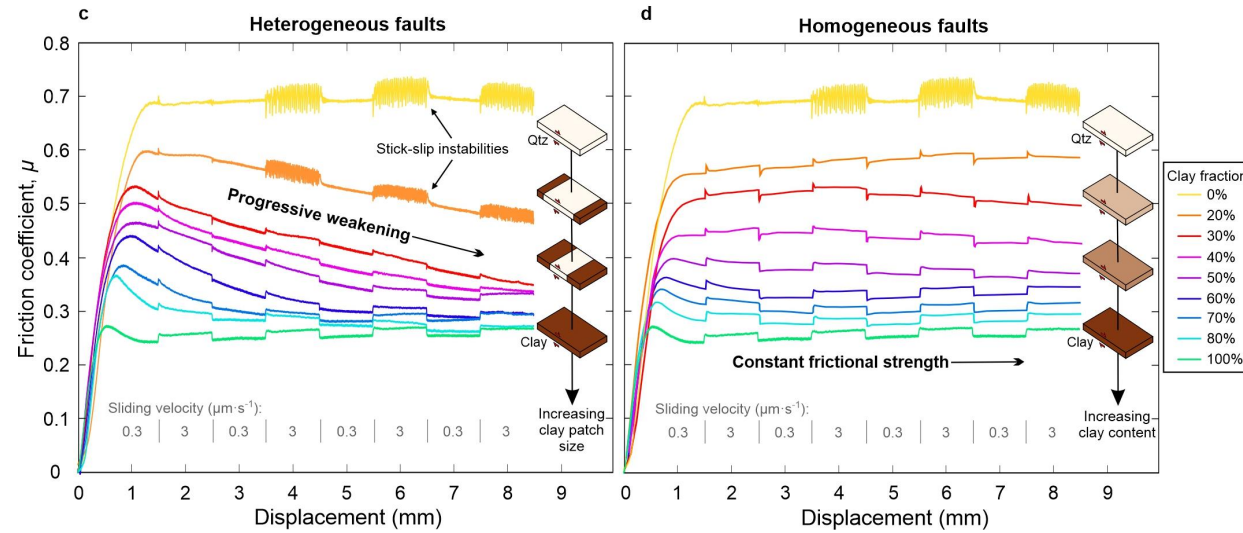 c
Heterogeneous faults
Friction coefficient, μ
0.8
0.7
0.6
0.5
0.4
0.3
0.2
0.1
0
Stick-slip instabilities
Progressive weakening
Qtz
Clay
Increasing
clay patch
size
Sliding velocity (μm·s⁻¹):
0.3 | 3 | 0.3 | 3 | 0.3 | 3 | 0.3 | 3
0 1 2 3 4 5 6 7 8 9
Displacement (mm)
d
Homogeneous faults
Qtz
Clay
Constant frictional strength
Increasing
clay content
Sliding velocity (μm·s⁻¹):
0.3 | 3 | 0.3 | 3 | 0.3 | 3 | 0.3 | 3
0 1 2 3 4 5 6 7 8 9
Displacement (mm)
Clay fraction
0%
20%
30%
40%
50%
60%
70%
80%
100%